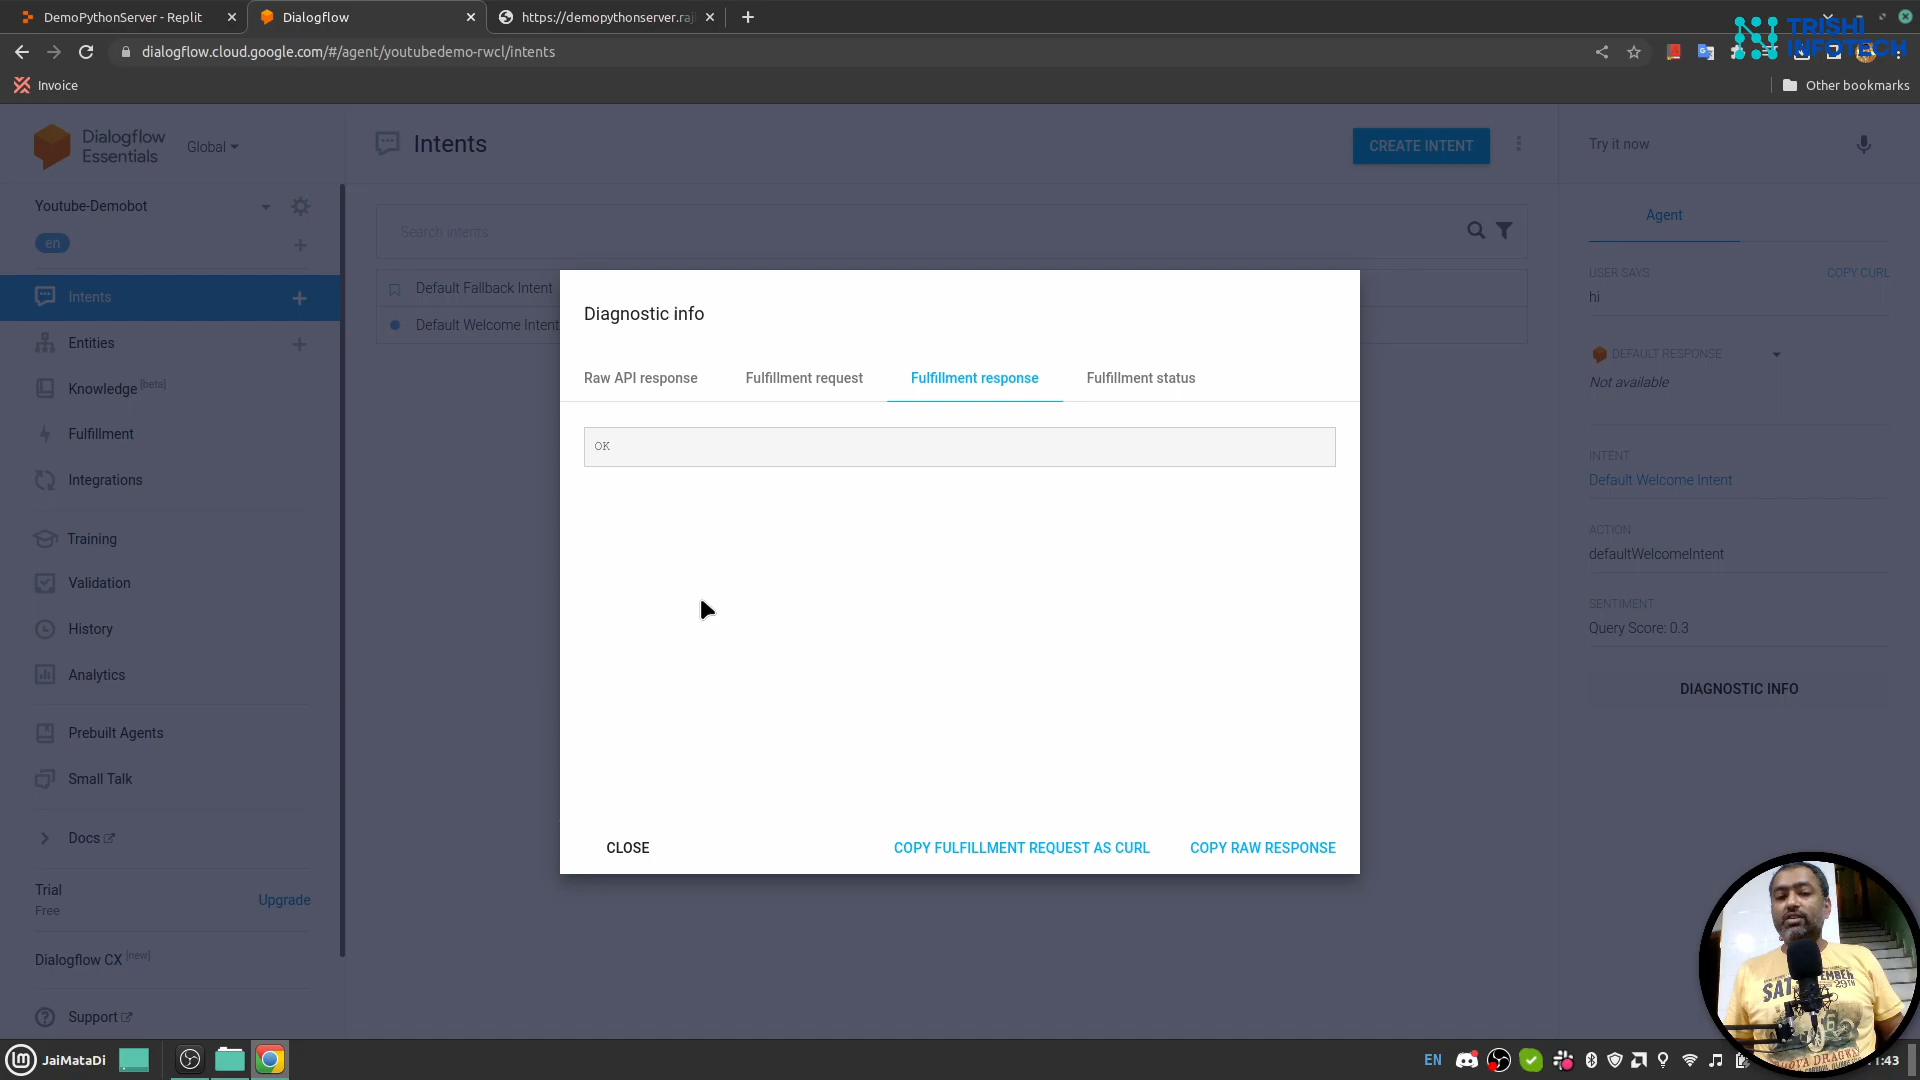 DemoPythonServer - Replit
Dialogflow
https://demopythonserver.raj
dialogflow.cloud.google.com/#/agent/youtubedemo-rwcl/intents
TRISHI
INFOTECH
Invoice
Other bookmarks
Dialogflow
Essentials
Global
Intents
CREATE INTENT
Try it now
Youtube-Demobot
en
Search intents
Agent
USER SAYS
COPY CURL
hi
Intents
Default Fallback Intent
Default Welcome Intent
Entities
Knowledge [beta]
Fulfillment
Integrations
Training
Validation
History
Analytics
Prebuilt Agents
Small Talk
Docs
Trial
Free
Upgrade
Dialogflow CX [new]
Support
Diagnostic info
Raw API response
Fulfillment request
Fulfillment response
Fulfillment status
OK
CLOSE
COPY FULFILLMENT REQUEST AS CURL
COPY RAW RESPONSE
DEFAULT RESPONSE
Not available
INTENT
Default Welcome Intent
ACTION
defaultWelcomeIntent
SENTIMENT
Query Score: 0.3
DIAGNOSTIC INFO
JaiMataDi
EN
:43